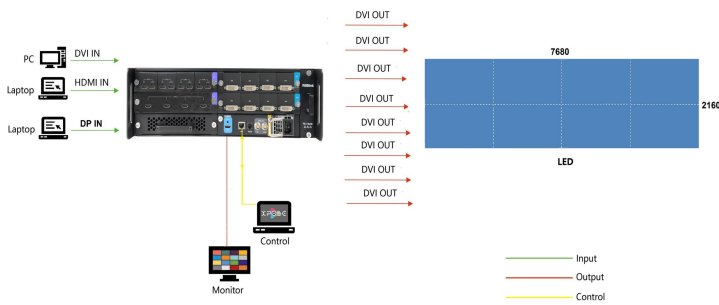 DVI OUT
DVI OUT
DVI OUT
DVI OUT
DVI OUT
DVI OUT
DVI OUT
DVI OUT
PC
DVI IN
Laptop
HDMI IN
Laptop
DP IN
7680
2160
LED
XPOSE
Control
Monitor
Input
Output
Control